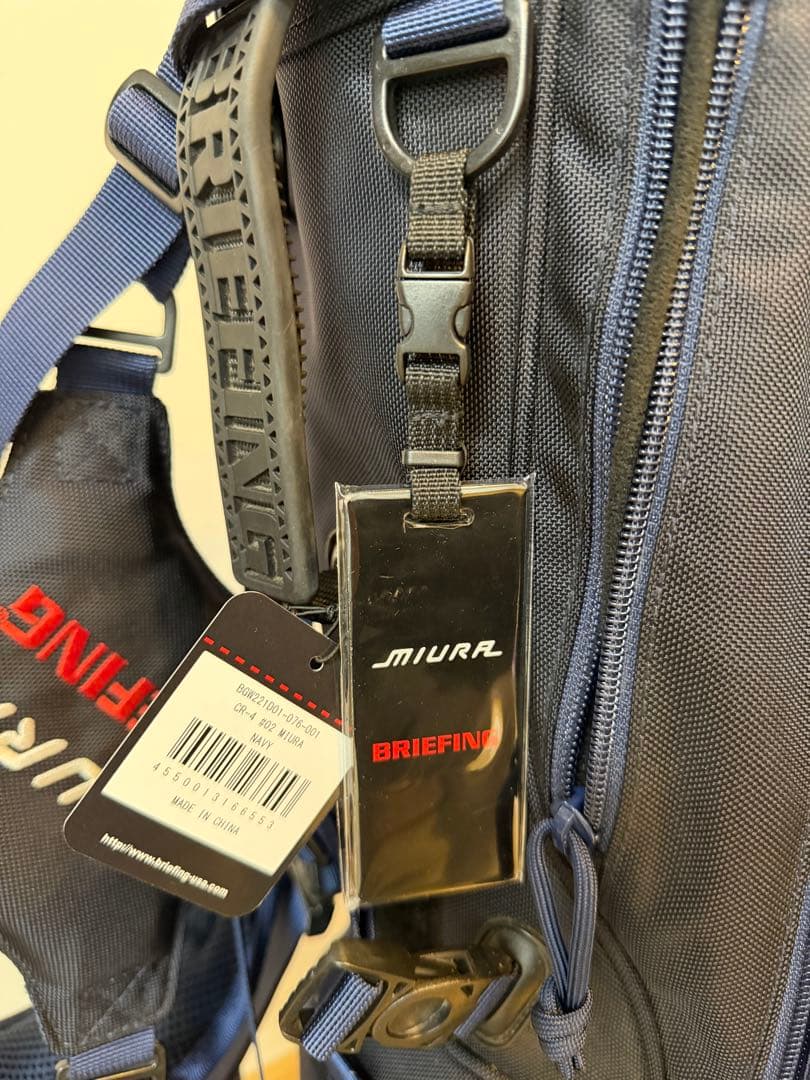 BRIEFING
MIURA
BRIEFING
BGW221D01-076-001
CR-4 #02 MIURA
NAVY
4550013166553
MADE IN CHINA
http://www.briefing-usa.com
EFING